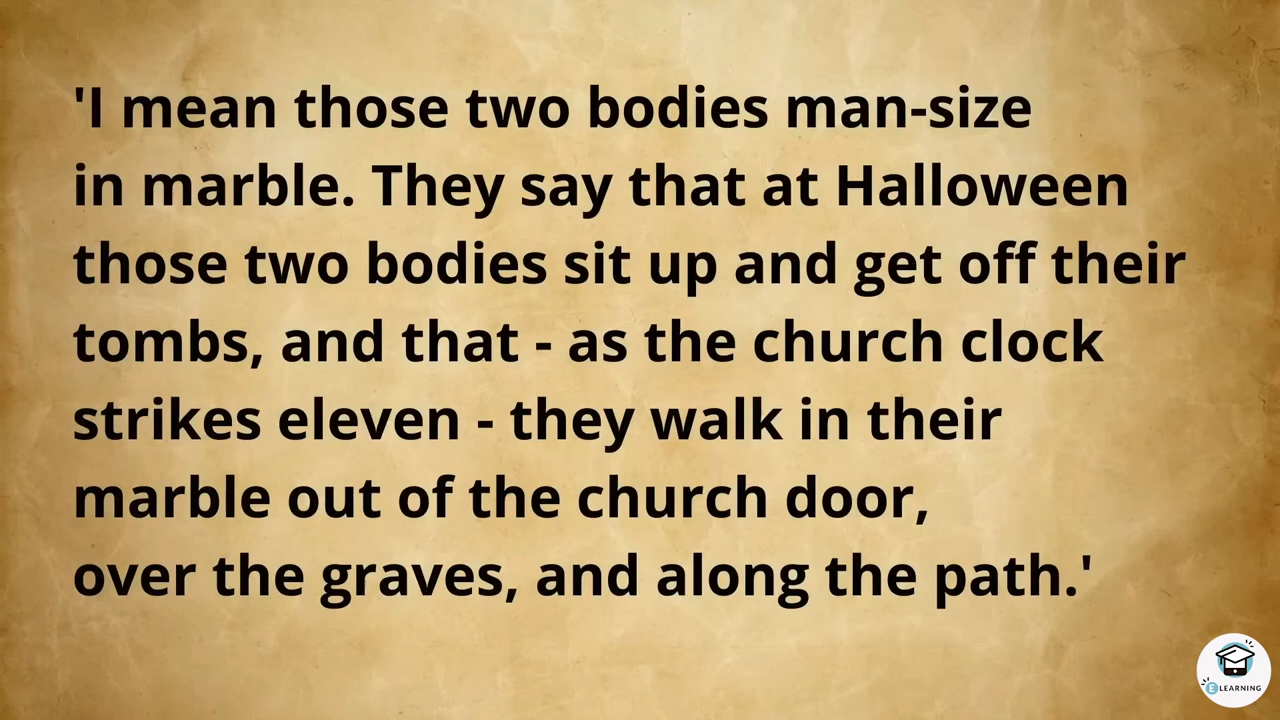 'I mean those two bodies man-size
in marble. They say that at Halloween
those two bodies sit up and get off their
tombs, and that - as the church clock
strikes eleven - they walk in their
marble out of the church door,
over the graves, and along the path.'
E LEARNING